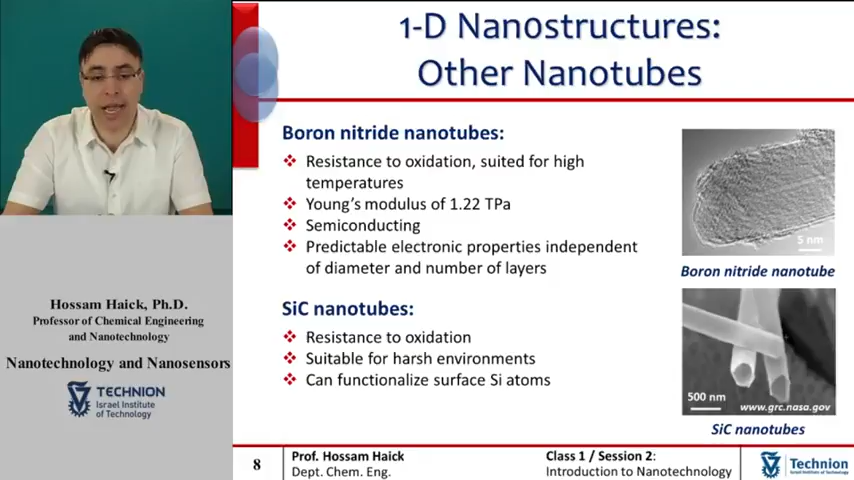 1-D Nanostructures:
Other Nanotubes
Boron nitride nanotubes:
❖ Resistance to oxidation, suited for high
temperatures
❖ Young's modulus of 1.22 TPa
❖ Semiconducting
❖ Predictable electronic properties independent
of diameter and number of layers
5 nm
Boron nitride nanotube
SiC nanotubes:
❖ Resistance to oxidation
❖ Suitable for harsh environments
❖ Can functionalize surface Si atoms
500 nm
www.grc.nasa.gov
SiC nanotubes
Hossam Haick, Ph.D.
Professor of Chemical Engineering
and Nanotechnology
Nanotechnology and Nanosensors
TECHNION
Israel Institute
of Technology
8
Prof. Hossam Haick
Dept. Chem. Eng.
Class 1 / Session 2:
Introduction to Nanotechnology
Technion
Israel Institute of Technology